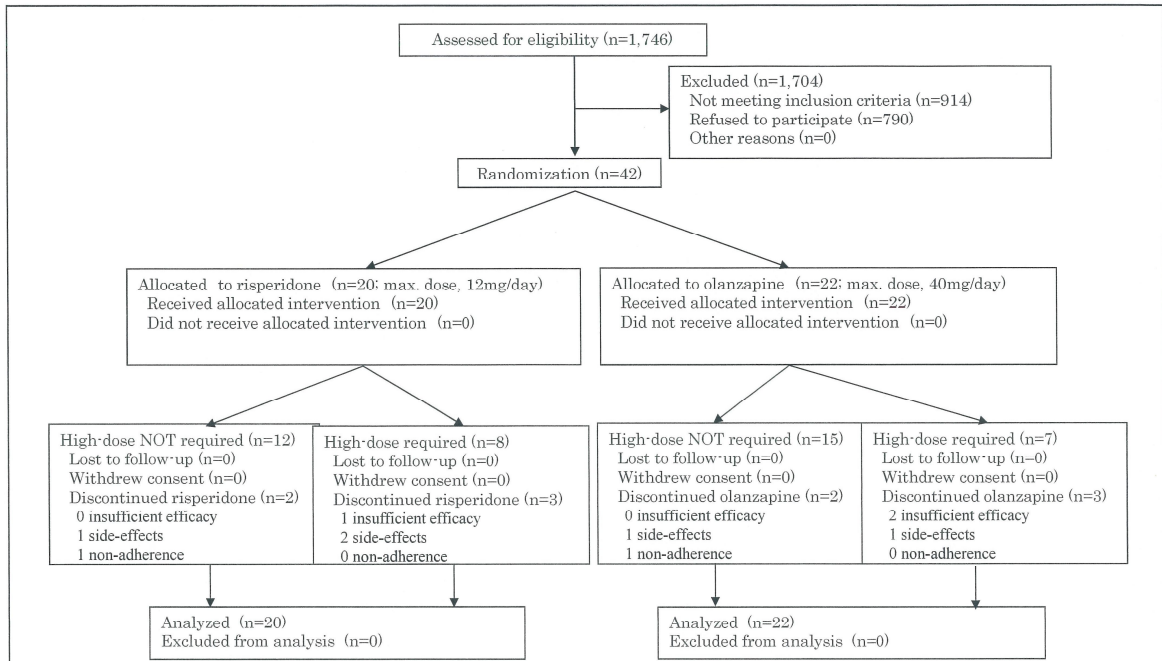 Assessed for eligibility (n=1,746)
Excluded (n=1,704)
Not meeting inclusion criteria (n=914)
Refused to participate (n=790)
Other reasons (n=0)
Randomization (n=42)
Allocated to risperidone (n=20; max. dose, 12mg/day)
Received allocated intervention (n=20)
Did not receive allocated intervention (n=0)
Allocated to olanzapine (n=22; max. dose, 40mg/day)
Received allocated intervention (n=22)
Did not receive allocated intervention (n=0)
High-dose NOT required (n=12)
Lost to follow-up (n=0)
Withdrew consent (n=0)
Discontinued risperidone (n=2)
0 insufficient efficacy
1 side-effects
1 non-adherence
High-dose required (n=8)
Lost to follow-up (n=0)
Withdrew consent (n=0)
Discontinued risperidone (n=3)
1 insufficient efficacy
2 side-effects
0 non-adherence
High-dose NOT required (n=15)
Lost to follow-up (n=0)
Withdrew consent (n=0)
Discontinued olanzapine (n=2)
0 insufficient efficacy
1 side-effects
1 non-adherence
High-dose required (n=7)
Lost to follow-up (n=0)
Withdrew consent (n=0)
Discontinued olanzapine (n=3)
2 insufficient efficacy
1 side-effects
0 non-adherence
Analyzed (n=20)
Excluded from analysis (n=0)
Analyzed (n=22)
Excluded from analysis (n=0)